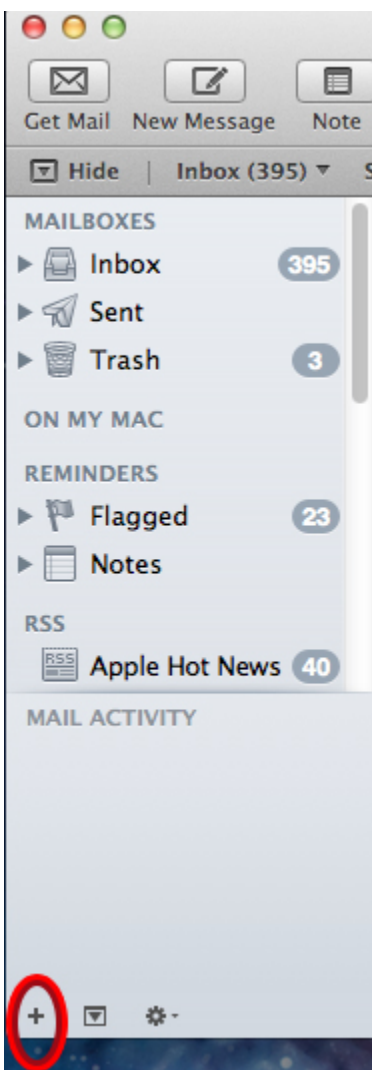 Get Mail New Message Note
Hide | Inbox (395) ▾ S
MAILBOXES
Inbox 395
Sent
Trash 3
ON MY MAC
REMINDERS
Flagged 23
Notes
RSS
RSS Apple Hot News 40
MAIL ACTIVITY
+